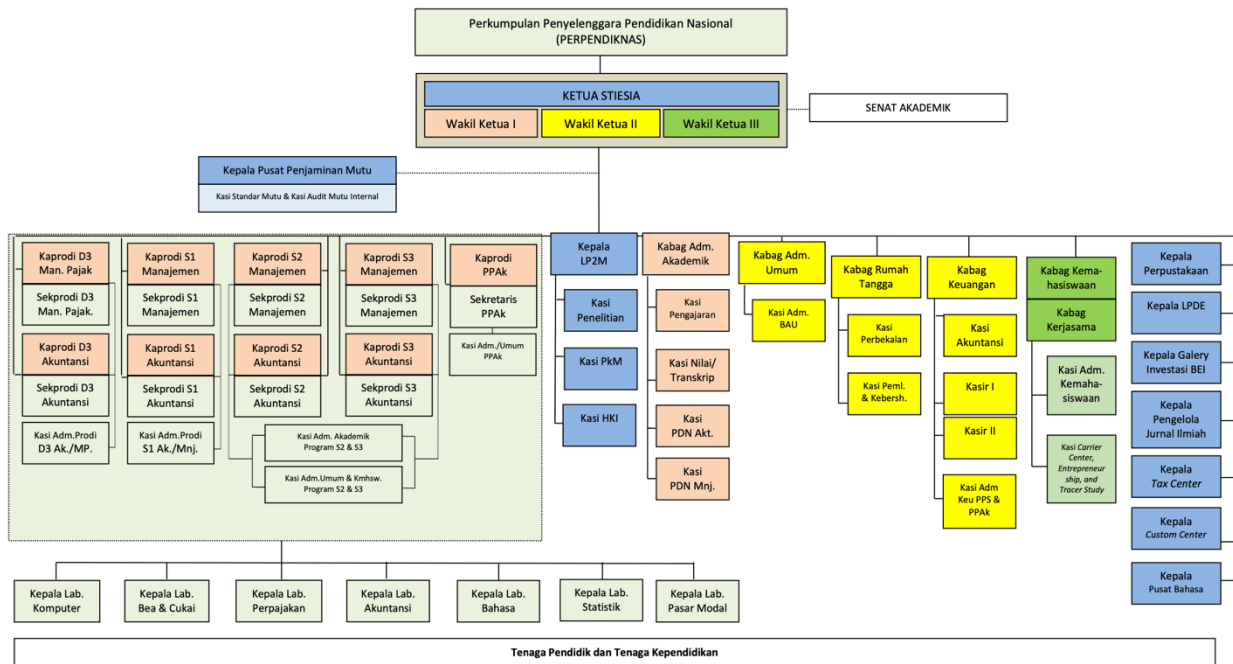 Perkumpulan Penyelenggara Pendidikan Nasional
(PERPENDIKNAS)
KETUA STIESIA
Wakil Ketua I
Wakil Ketua II
Wakil Ketua III
SENAT AKADEMIK
Kepala Pusat Penjaminan Mutu
Kasi Standar Mutu & Kasi Audit Mutu Internal
Kaprodi D3
Man. Pajak
Sekprodi D3
Man. Pajak.
Kaprodi D3
Akuntansi
Sekprodi D3
Akuntansi
Kasi Adm.Prodi
D3 Ak./MP.
Kaprodi S1
Manajemen
Sekprodi S1
Manajemen
Kaprodi S1
Akuntansi
Sekprodi S1
Akuntansi
Kasi Adm.Prodi
S1 Ak./Mnj.
Kaprodi S2
Manajemen
Sekprodi S2
Manajemen
Kaprodi S2
Akuntansi
Sekprodi S2
Akuntansi
Kaprodi S3
Manajemen
Sekprodi S3
Manajemen
Kaprodi S3
Akuntansi
Sekprodi S3
Akuntansi
Kasi Adm. Akademik
Program S2 & S3
Kasi Adm.Umum & Kmhsw.
Program S2 & S3
Kaprodi
PPAk
Sekretaris
PPAk
Kasi Adm./Umum
PPAk
Kepala
LP2M
Kasi
Penelitian
Kasi PkM
Kasi HKI
Kabag Adm.
Akademik
Kasi
Pengajaran
Kasi Nilai/
Transkrip
Kasi
PDN Akt.
Kasi
PDN Mnj.
Kabag Adm.
Umum
Kasi Adm.
BAU
Kabag Rumah
Tangga
Kasi
Perbekalan
Kasi Peml.
& Kebersh.
Kabag
Keuangan
Kasi
Akuntansi
Kasir I
Kasir II
Kasi Adm
Keu PPS &
PPAk
Kabag Kema-
hasiswaan
Kabag
Kerjasama
Kasi Adm.
Kemaha-
siswaan
Kasi Carrier
Center,
Entrepreneur
ship, and
Tracer Study
Kepala
Perpustakaan
Kepala LPDE
Kepala Galery
Investasi BEI
Kepala
Pengelola
Jurnal Ilmiah
Kepala
Tax Center
Kepala
Custom Center
Kepala
Pusat Bahasa
Kepala Lab.
Komputer
Kepala Lab.
Bea & Cukai
Kepala Lab.
Perpajakan
Kepala Lab.
Akuntansi
Kepala Lab.
Bahasa
Kepala Lab.
Statistik
Kepala Lab.
Pasar Modal
Tenaga Pendidik dan Tenaga Kependidikan